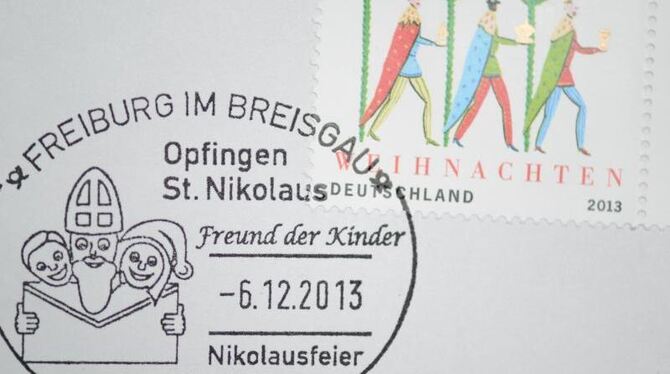 FREIBURG IM BREISGAU
Opfingen
St. Nikolaus
Freund der Kinder
-6.12.2013
Nikolausfeier
WEIHNACHTEN
DEUTSCHLAND
2013